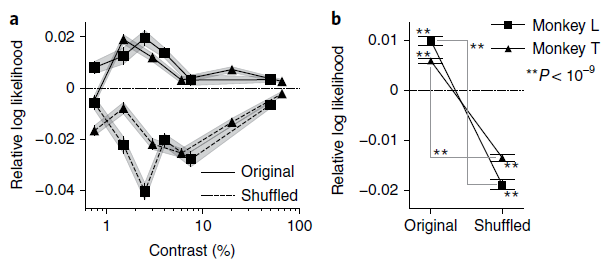 a
Relative log likelihood
0.02
0
−0.02
−0.04
Original
Shuffled
1
10
100
Contrast (%)
b
Relative log likelihood
0.01
0
−0.01
−0.02
**
**
**
**
**
**
Monkey L
Monkey T
**P < 10⁻⁹
Original
Shuffled